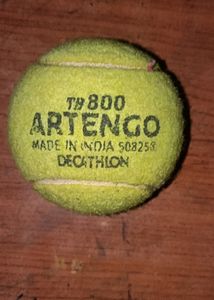 TB 800
ARTENGO
MADE IN INDIA 508258
DECATHLON